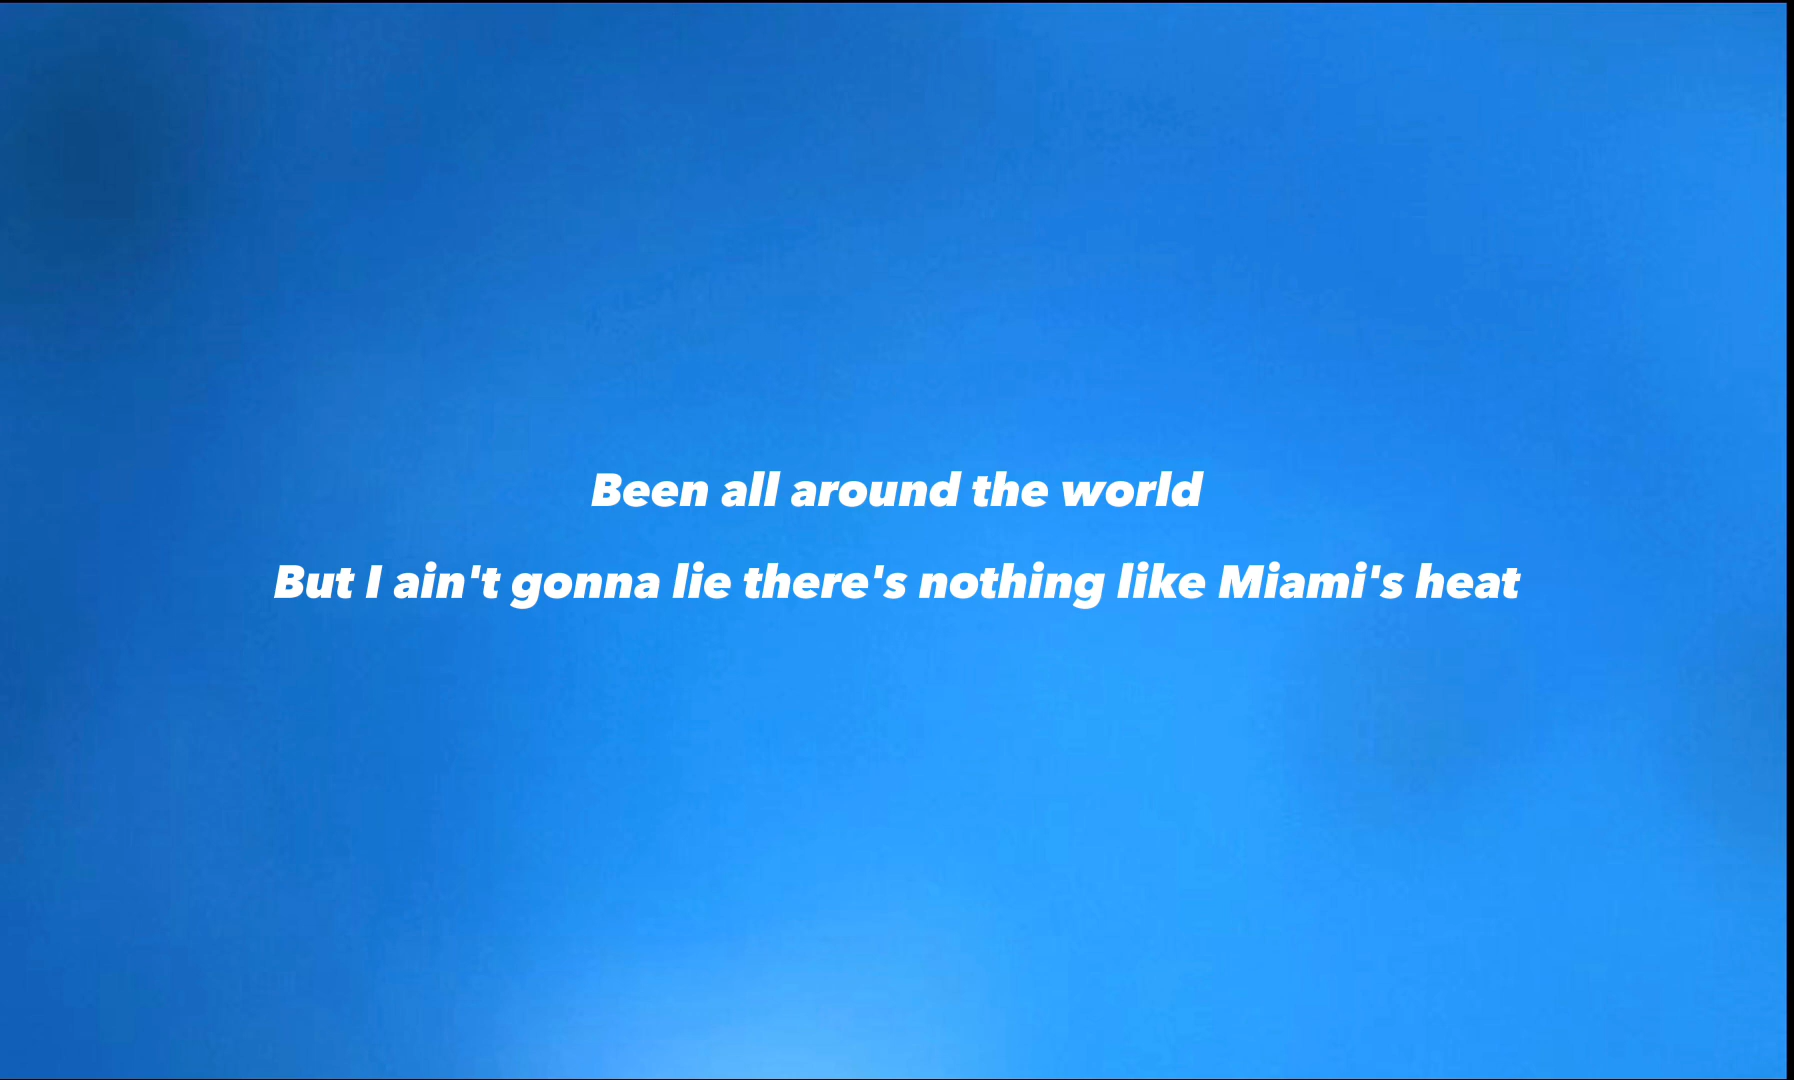 Been all around the world
But I ain't gonna lie there's nothing like Miami's heat